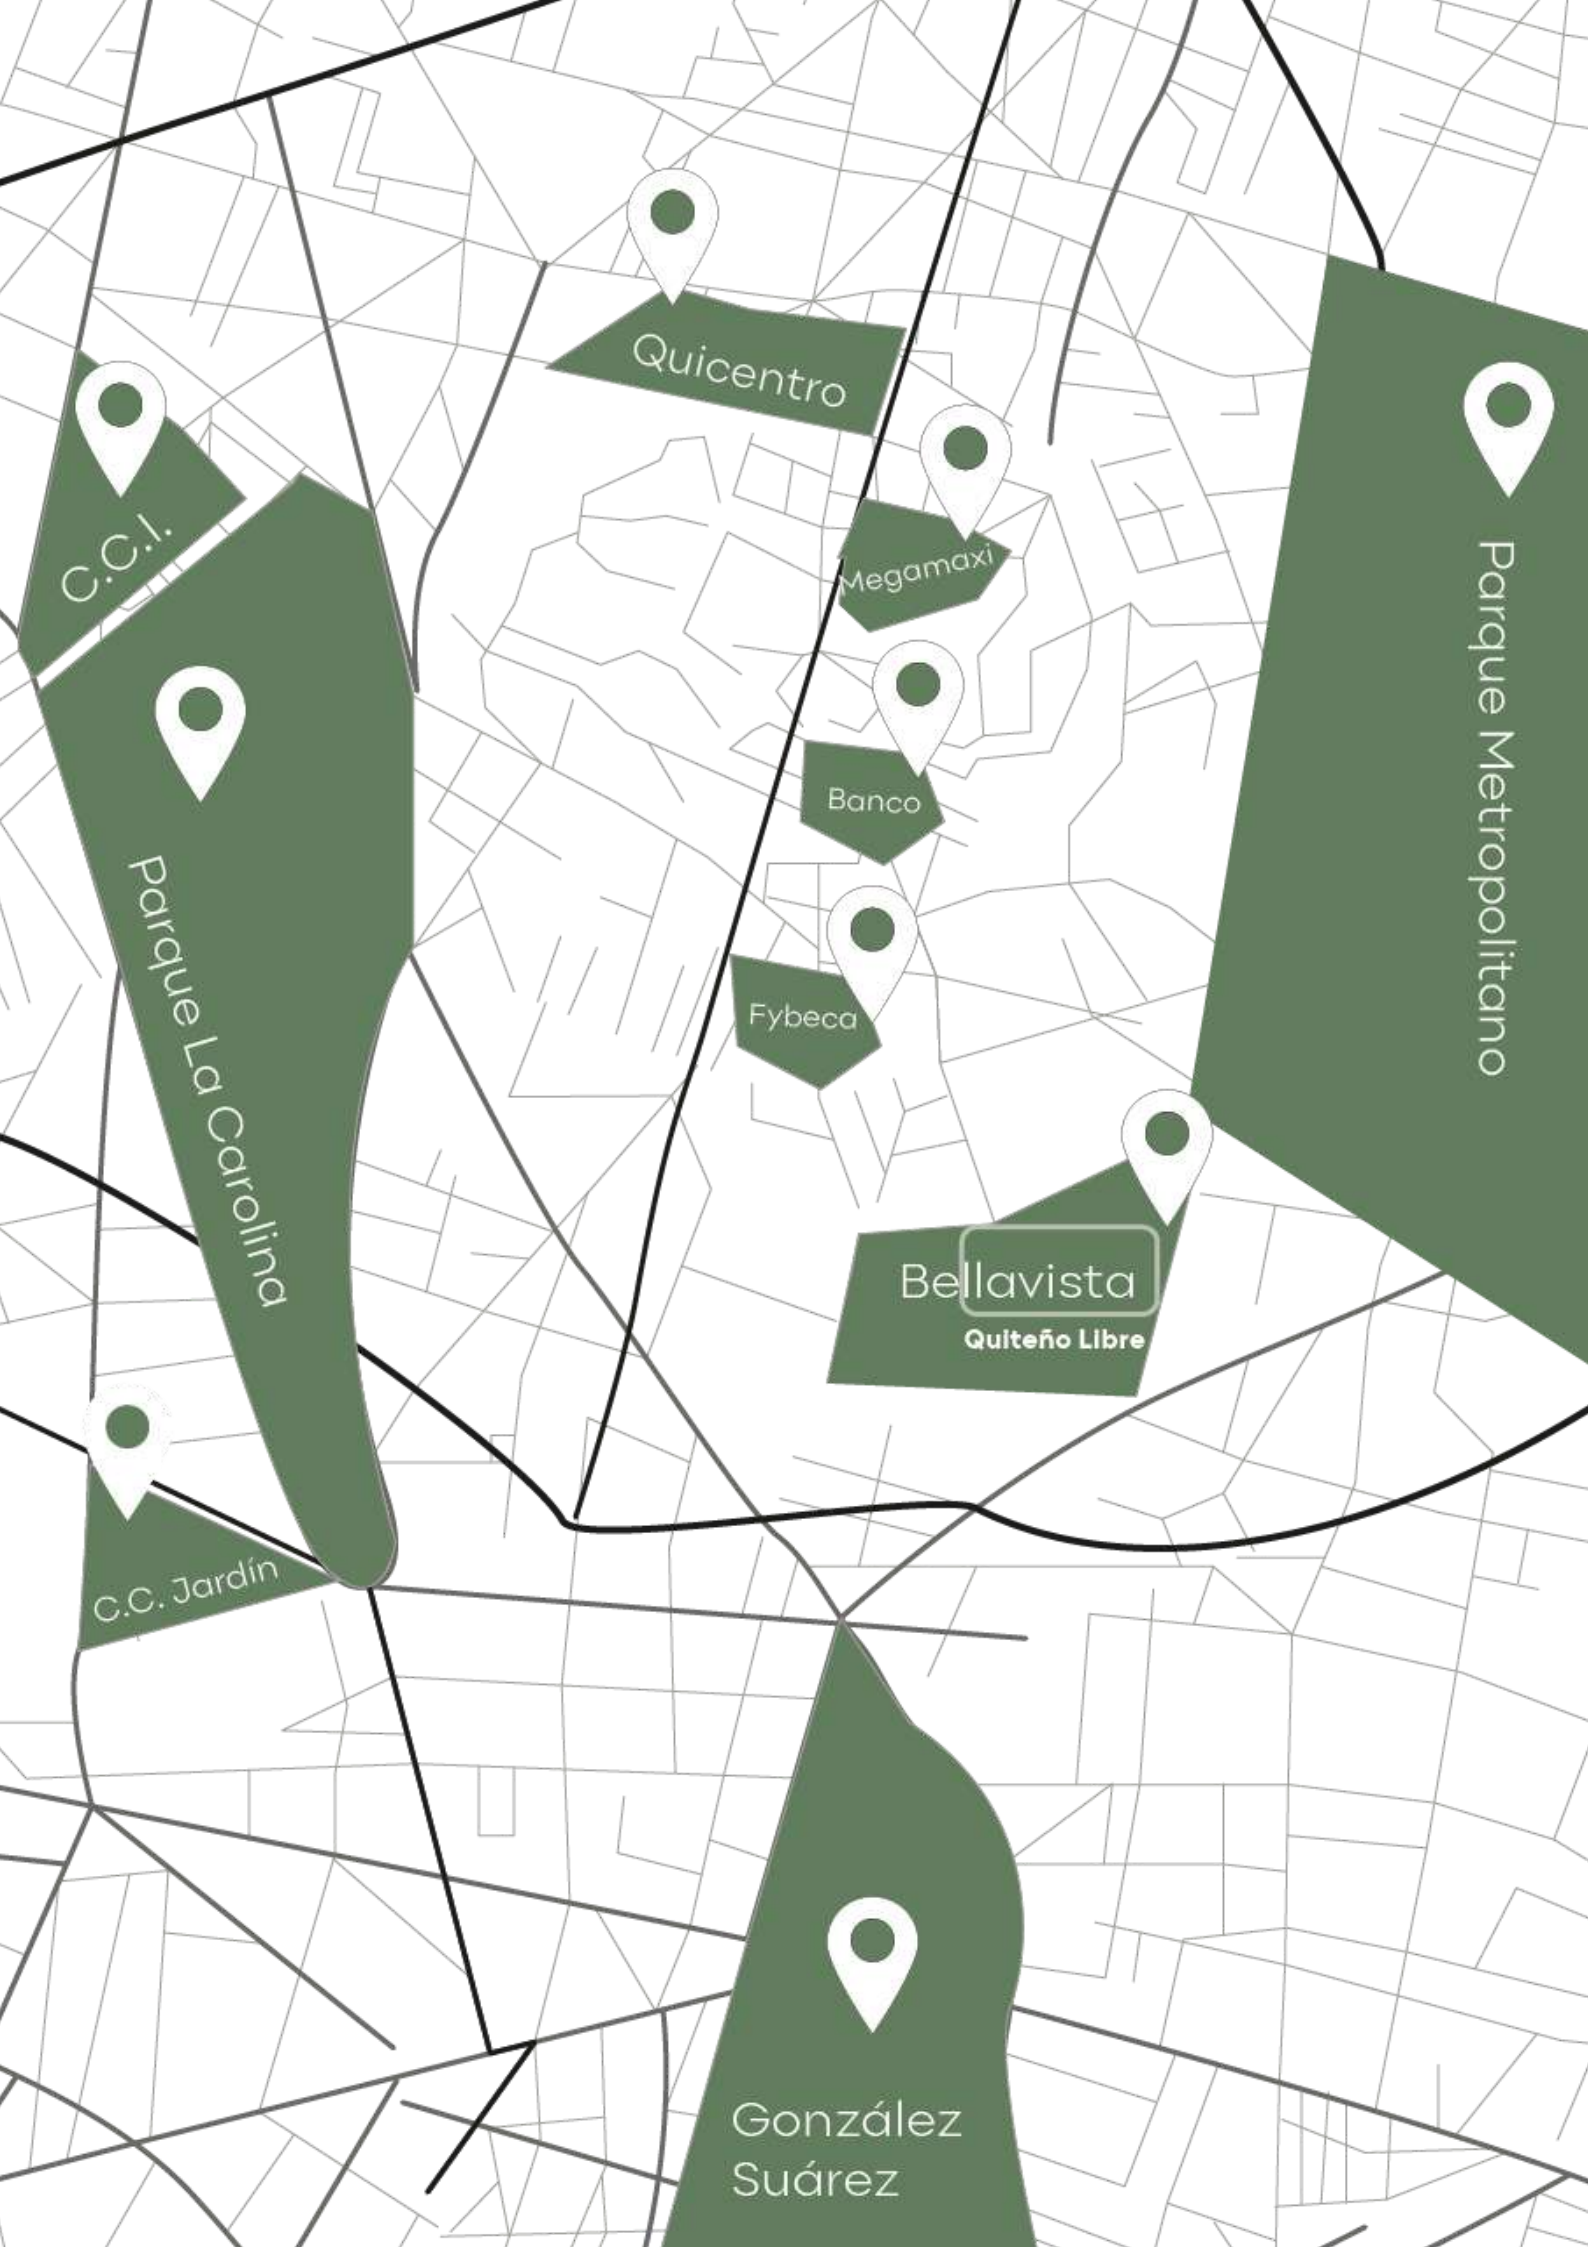 Quicentro
C.C.I.
Megamaxi
Parque Metropolitano
Banco
Parque La Carolina
Fybeca
Bellavista
Quiteño Libre
C.C. Jardín
González
Suárez